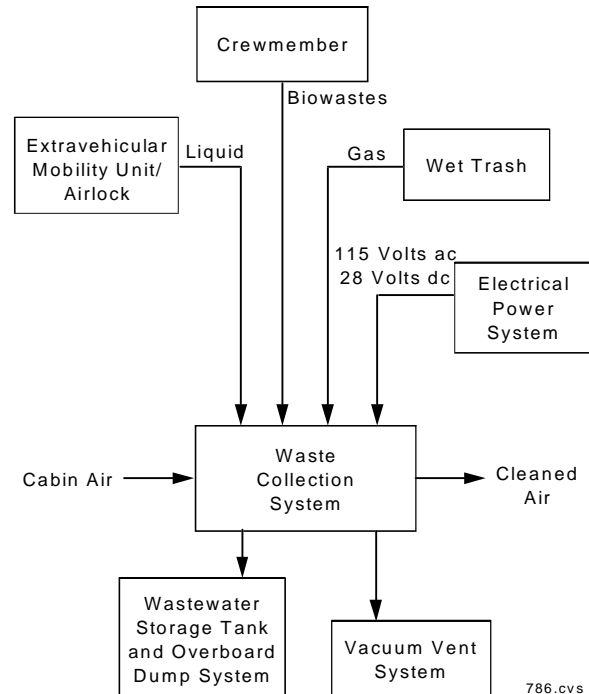 Crewmember
Biowastes
Extravehicular
Mobility Unit/
Airlock
Liquid
Gas
Wet Trash
115 Volts ac
28 Volts dc
Electrical
Power
System
Cabin Air
Waste
Collection
System
Cleaned
Air
Wastewater
Storage Tank
and Overboard
Dump System
Vacuum Vent
System
786.cvs